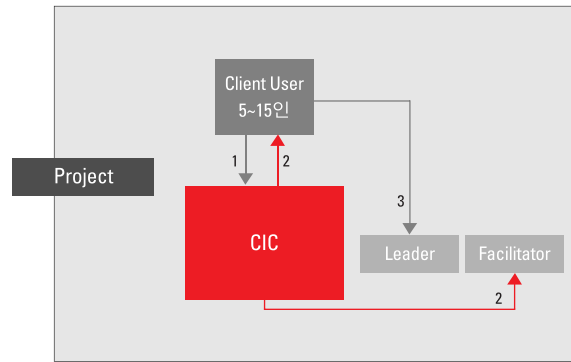 Client User
5~15인
1
2
Project
CIC
3
Leader
Facilitator
2